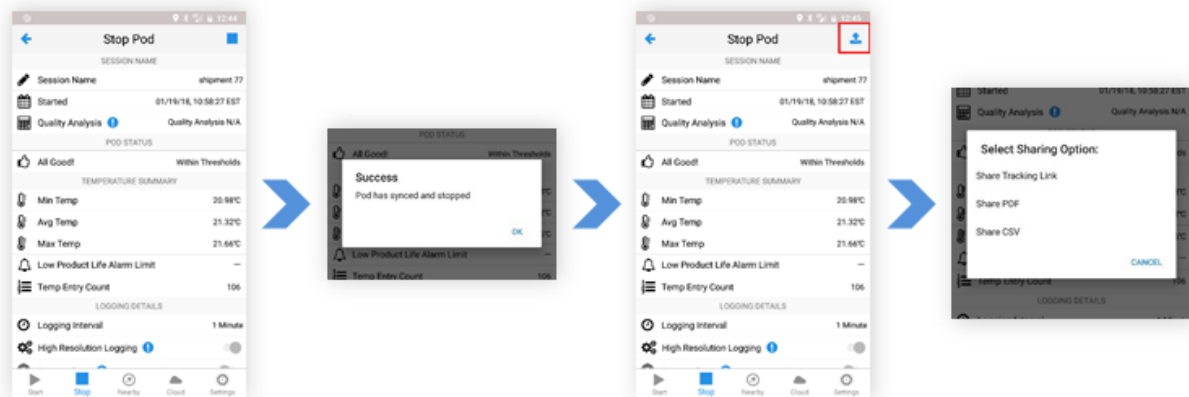 12:44
Stop Pod
SESSION NAME
Session Name shipment 77
Started 01/19/18, 10:58:27 EST
Quality Analysis Quality Analysis N/A
POD STATUS
All Good! Within Thresholds
TEMPERATURE SUMMARY
Min Temp 20.98°C
Avg Temp 21.32°C
Max Temp 21.66°C
Low Product Life Alarm Limit —
Temp Entry Count 106
LOGGING DETAILS
Logging Interval 1 Minute
High Resolution Logging
Start Stop Nearby Cloud Settings
POD STATUS
All Good! Within Thresholds
Success
Pod has synced and stopped
OK
Low Product Life Alarm Limit —
Temp Entry Count 106
12:45
Stop Pod
SESSION NAME
Session Name shipment 77
Started 01/19/18, 10:58:27 EST
Quality Analysis Quality Analysis N/A
POD STATUS
All Good! Within Thresholds
TEMPERATURE SUMMARY
Min Temp 20.98°C
Avg Temp 21.32°C
Max Temp 21.66°C
Low Product Life Alarm Limit —
Temp Entry Count 106
LOGGING DETAILS
Logging Interval 1 Minute
High Resolution Logging
Start Stop Nearby Cloud Settings
Started 01/19/18, 10:58:27 EST
Quality Analysis Quality Analysis N/A
Select Sharing Option:
Share Tracking Link
Share PDF
Share CSV
CANCEL
Temp Entry Count 106
LOGGING DETAILS